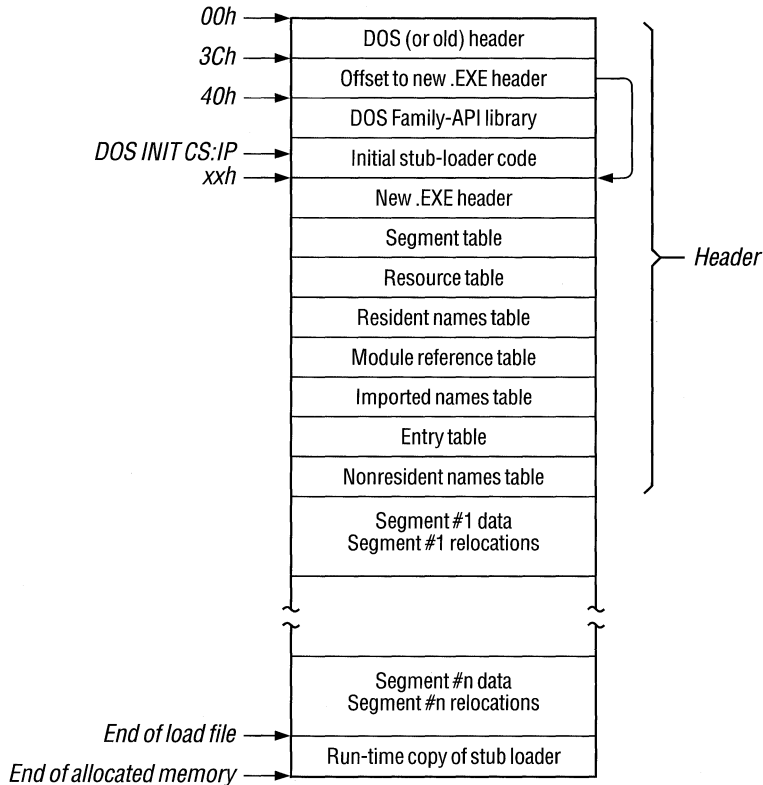 00h
DOS (or old) header
3Ch
Offset to new .EXE header
40h
DOS Family-API library
DOS INIT CS:IP
Initial stub-loader code
xxh
New .EXE header
Segment table
Header
Resource table
Resident names table
Module reference table
Imported names table
Entry table
Nonresident names table
Segment #1 data
Segment #1 relocations
Segment #n data
Segment #n relocations
End of load file
Run-time copy of stub loader
End of allocated memory